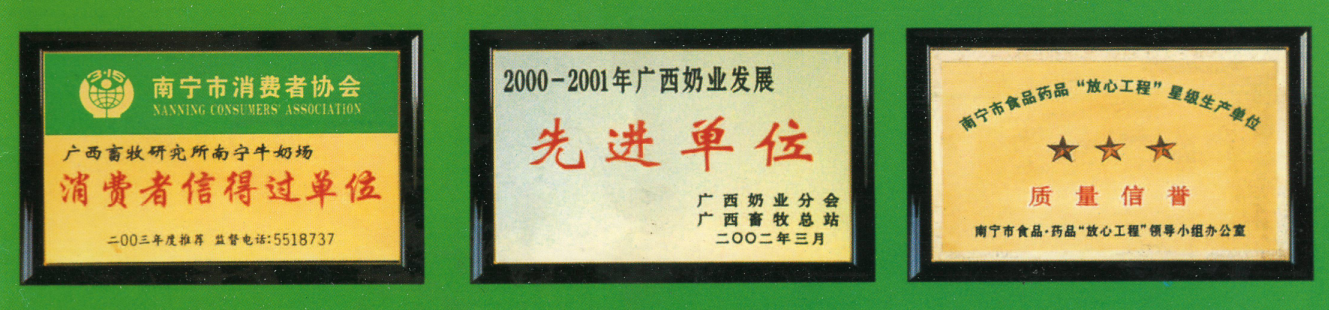 3·15
南宁市消费者协会
NANNING CONSUMERS' ASSOCIATION
广西畜牧研究所南宁牛奶场
消费者信得过单位
二00三年度推荐 监督电话:5518737
2000-2001年广西奶业发展
先进单位
广西奶业分会
广西畜牧总站
二〇〇二年三月
南宁市食品药品“放心工程”星级生产单位
质量信誉
南宁市食品·药品“放心工程”领导小组办公室